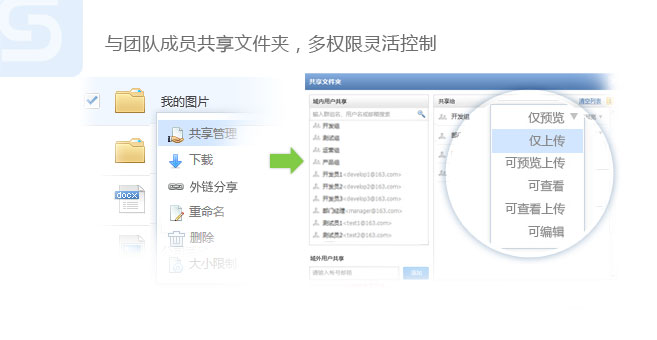 与团队成员共享文件夹，多权限灵活控制
我的图片
共享管理
下载
外链分享
重命名
删除
大小限制
docx
共享文件夹
域内用户共享
输入群组名、用户名或邮箱搜索
开发组
测试组
运营组
产品组
开发员1<develop1@163.com>
开发员2<develop2@163.com>
开发员3<develop3@163.com>
部门经理<manager@163.com>
测试员1<test1@163.com>
测试员2<test2@163.com>
域外用户共享
请输入帐号邮箱
添加
共享给
清空列表
开发组
仅预览
仅上传
可预览上传
可查看
可查看上传
可编辑